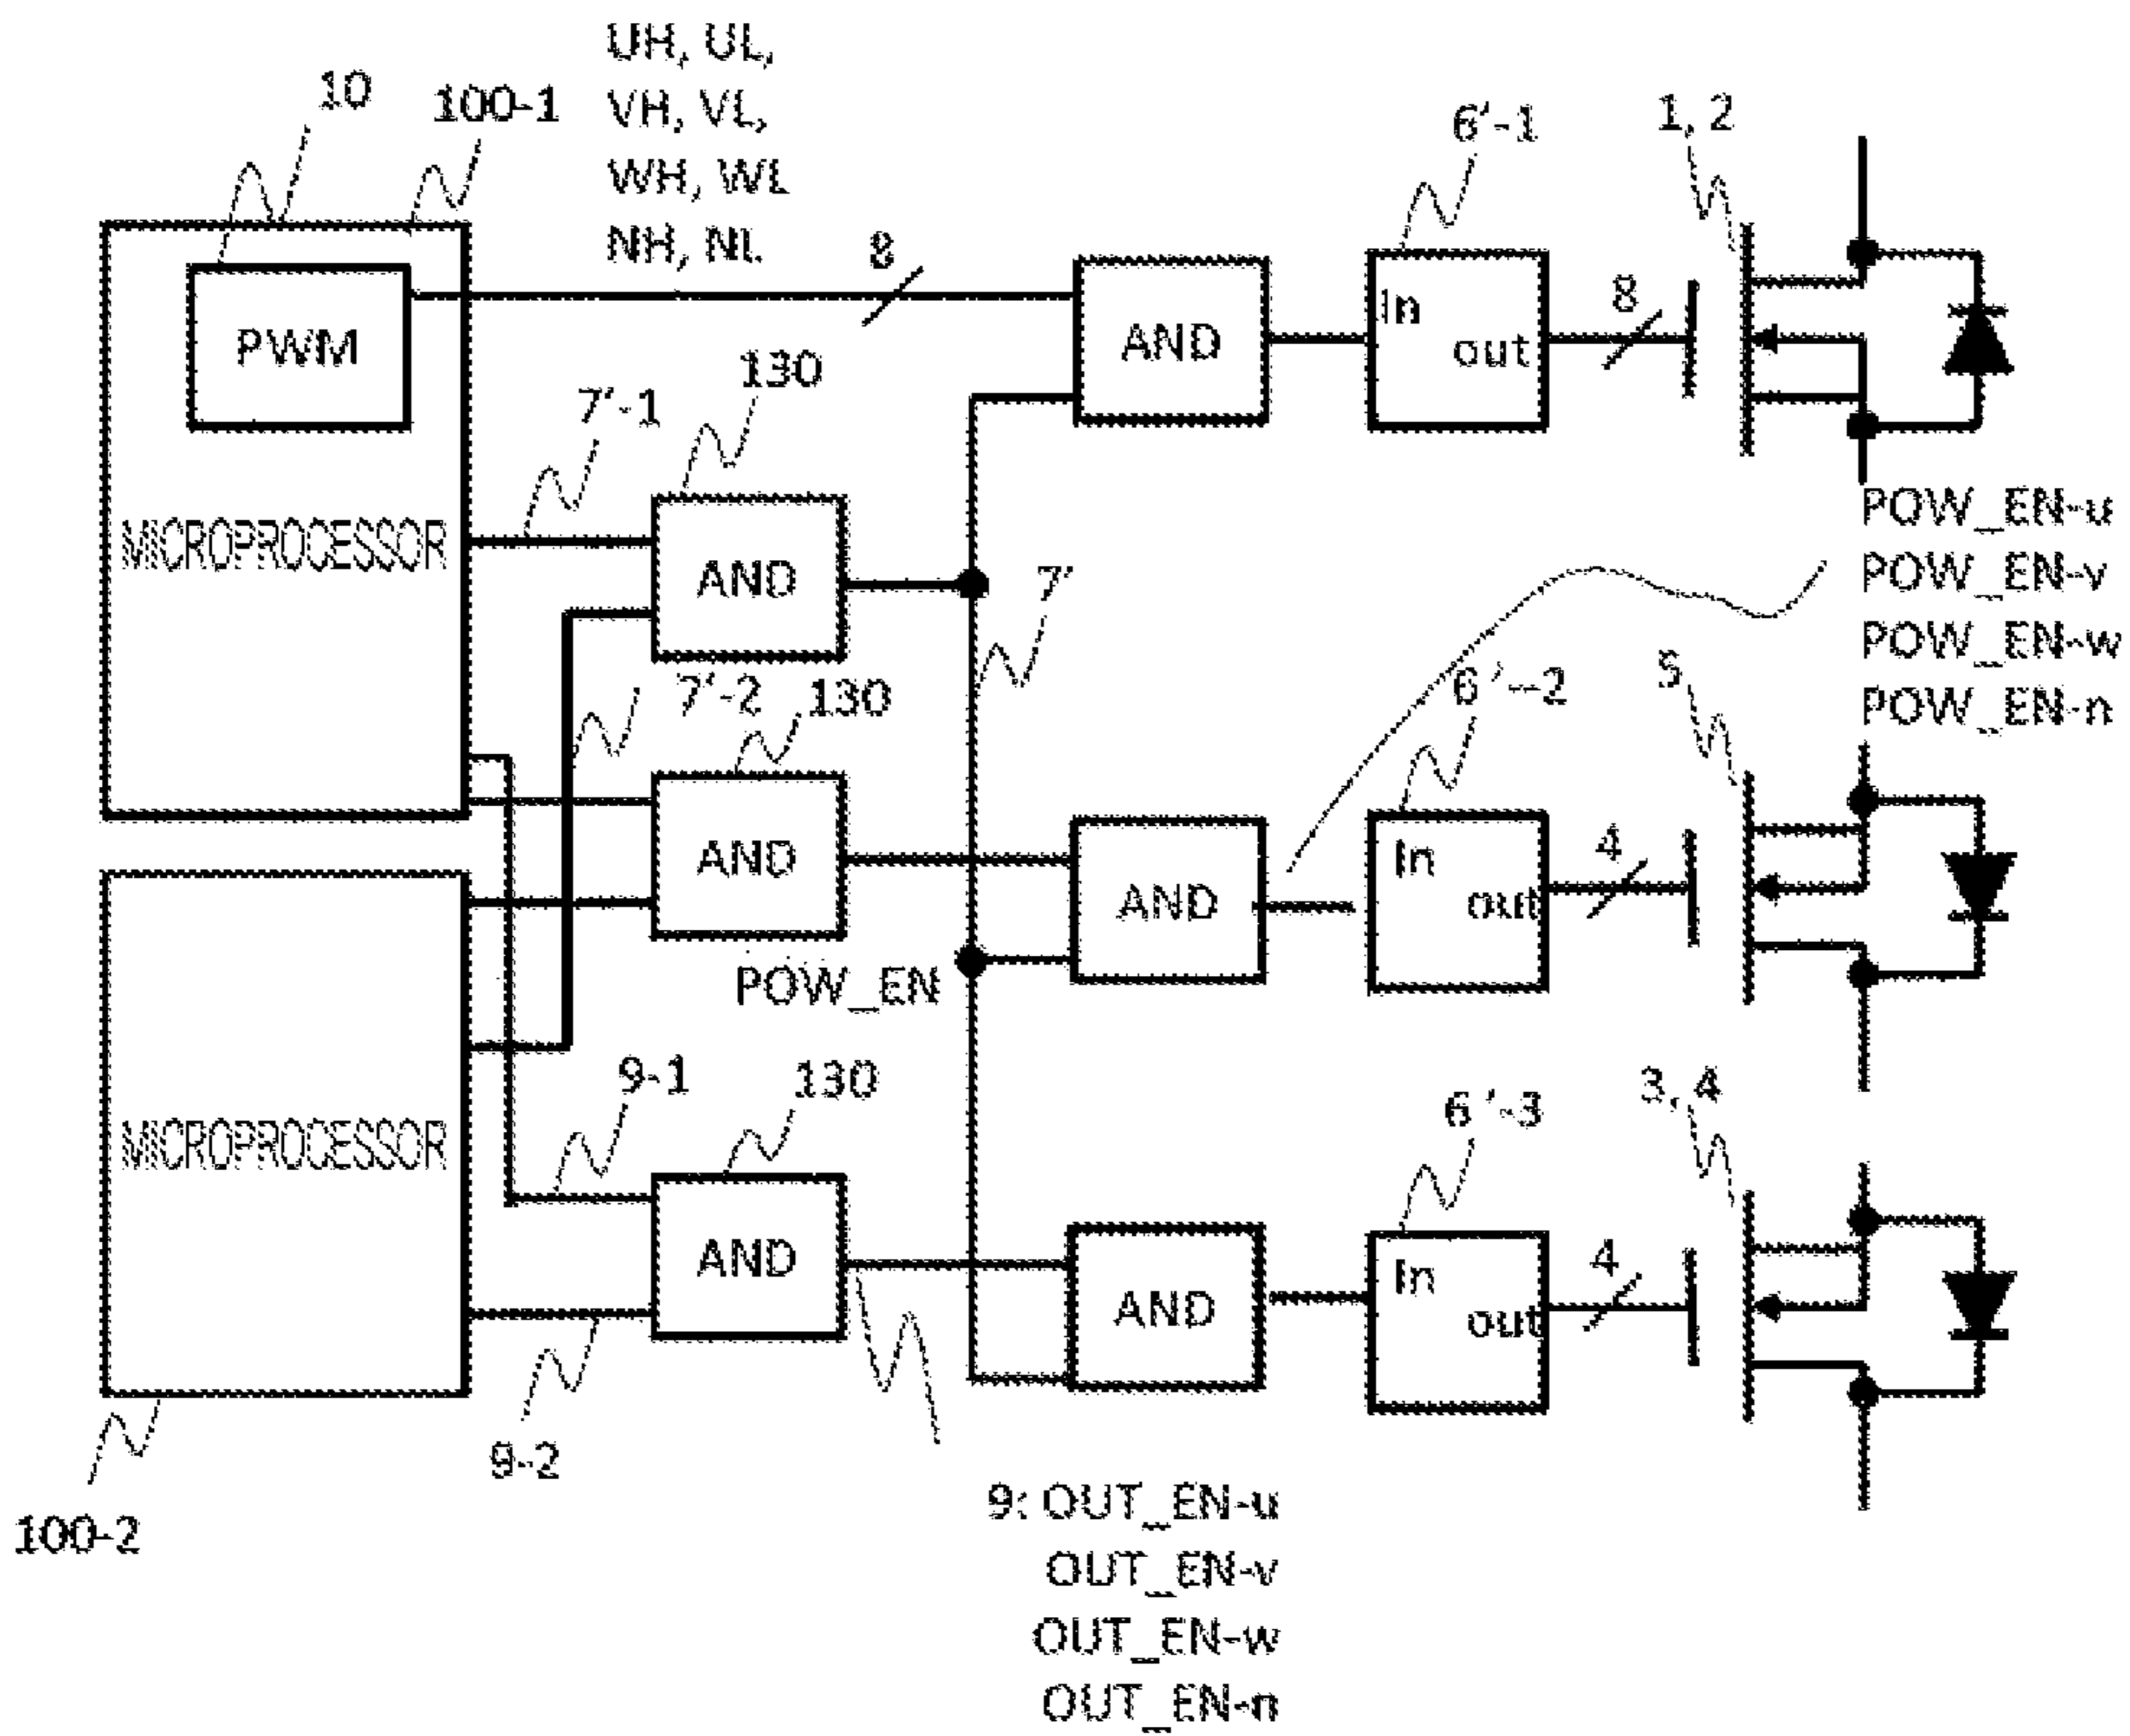 UH, UL,
VH, VL,
WH, WL
NH, NL
10
100-1
8
6'-1
1, 2
PWM
AND
In
out
8
7'-1
130
MICROPROCESSOR
AND
7'
POW_EN-u
POW_EN-v
POW_EN-w
POW_EN-n
7'-2
130
6'-2
5
AND
AND
In
out
4
POW_EN
9-1
130
6'-3
3, 4
MICROPROCESSOR
AND
AND
In
out
4
9-2
100-2
9: OUT_EN-u
OUT_EN-v
OUT_EN-w
OUT_EN-n